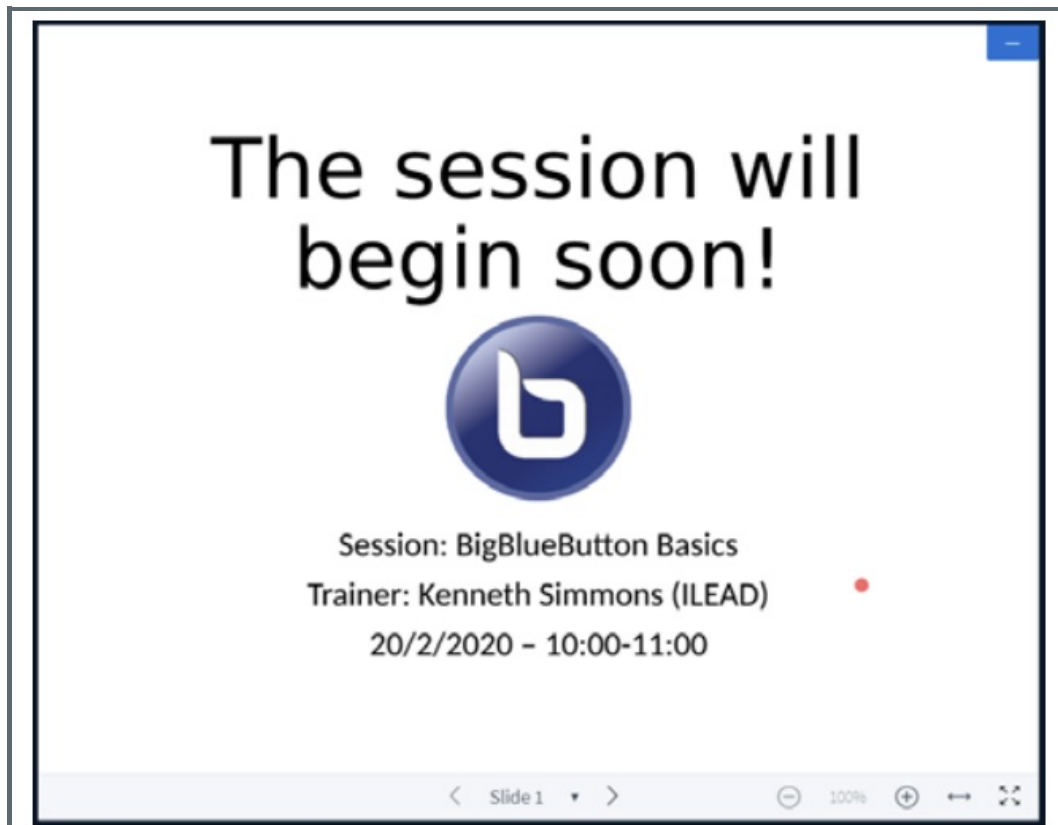 The session will
begin soon!
Session: BigBlueButton Basics
Trainer: Kenneth Simmons (ILEAD)
20/2/2020 – 10:00-11:00
Slide 1
100%